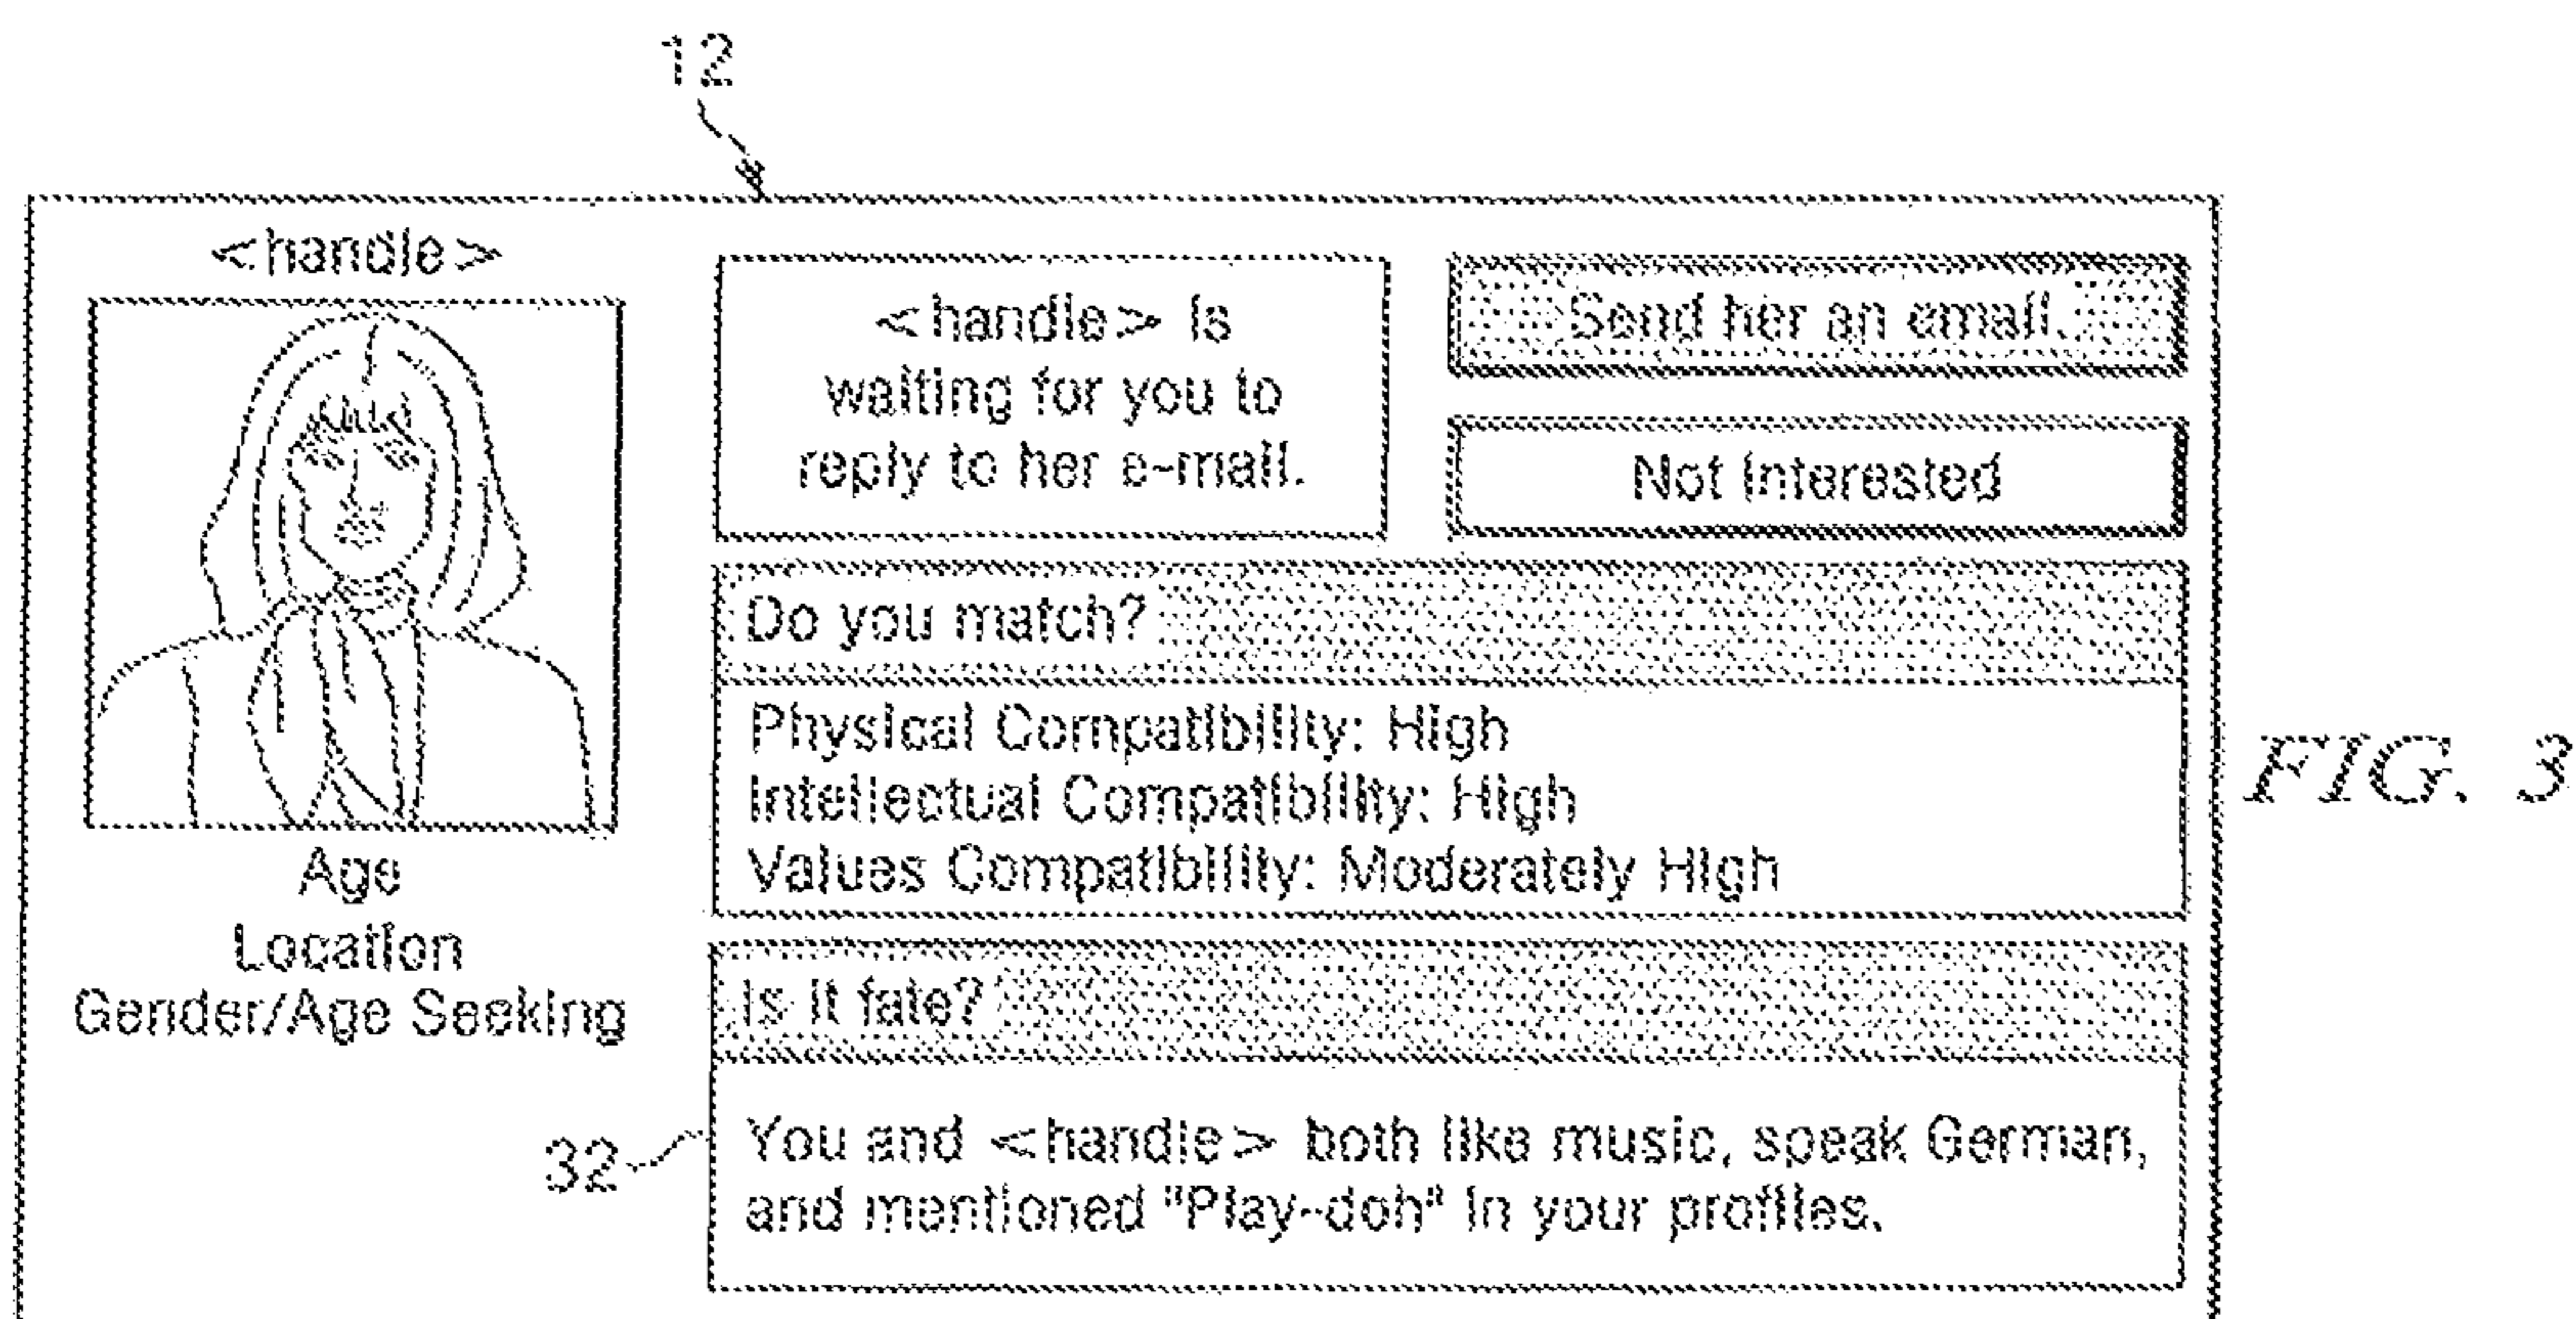 12
<handle>
Age
Location
Gender/Age Seeking
<handle> is
waiting for you to
reply to her e-mail.
Send her an email.
Not Interested
Do you match?
Physical Compatibility: High
Intellectual Compatibility: High
Values Compatibility: Moderately High
Is it fate?
32
You and <handle> both like music, speak German,
and mentioned "Play-doh" in your profiles.
FIG. 3